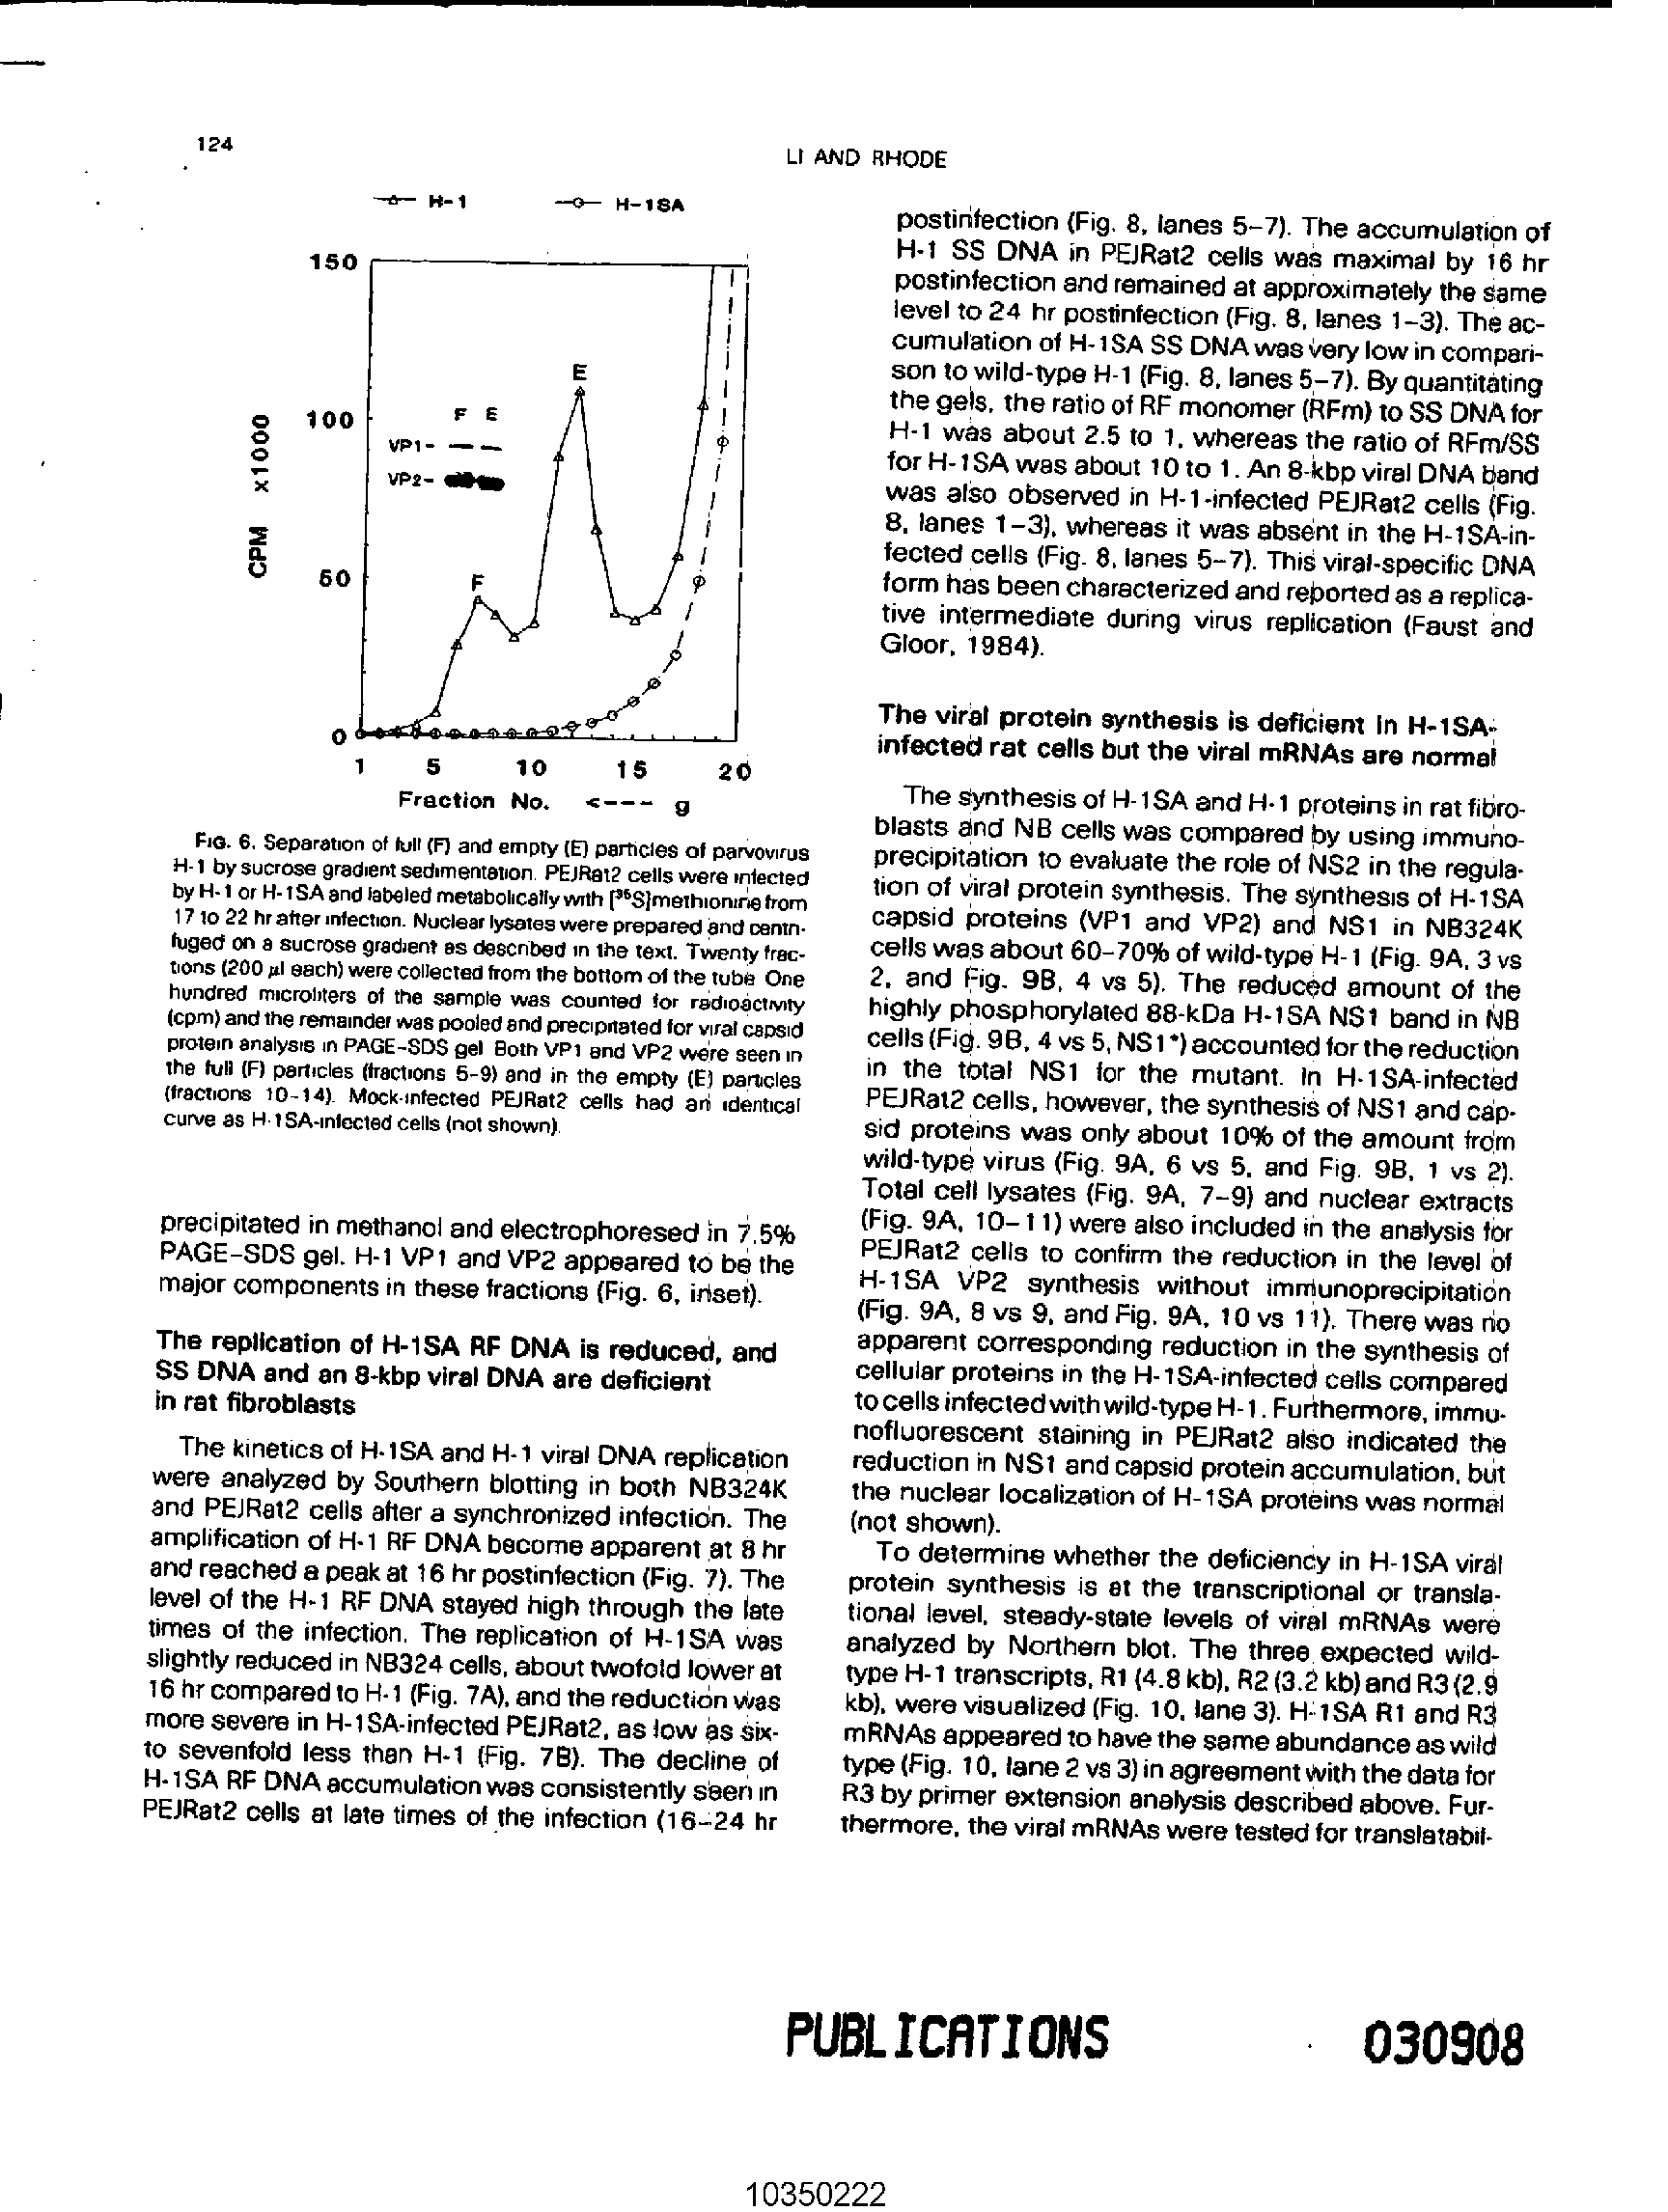 124
LI AND RHODE
H-1
H-1SA
150
100
50
0
CPM x1000
E
F E
VP1-
VP2-
F
1 5 10 15 20
Fraction No. <--- g
FIG. 6. Separation of full (F) and empty (E) particles of parvovirus
H-1 by sucrose gradient sedimentation. PEJRat2 cells were infected
by H-1 or H-1SA and labeled metabolically with [³⁵S]methionine from
17 to 22 hr after infection. Nuclear lysates were prepared and centri-
fuged on a sucrose gradient as described in the text. Twenty frac-
tions (200 µl each) were collected from the bottom of the tube One
hundred microliters of the sample was counted for radioactivity
(cpm) and the remainder was pooled and precipitated for viral capsid
protein analysis in PAGE-SDS gel Both VP1 and VP2 were seen in
the full (F) particles (fractions 5-9) and in the empty (E) particles
(fractions 10-14). Mock-infected PEJRat2 cells had an identical
curve as H-1SA-infected cells (not shown).
precipitated in methanol and electrophoresed in 7.5%
PAGE-SDS gel. H-1 VP1 and VP2 appeared to be the
major components in these fractions (Fig. 6, inset).
The replication of H-1SA RF DNA is reduced, and
SS DNA and an 8-kbp viral DNA are deficient
in rat fibroblasts
The kinetics of H-1SA and H-1 viral DNA replication
were analyzed by Southern blotting in both NB324K
and PEJRat2 cells after a synchronized infection. The
amplification of H-1 RF DNA become apparent at 8 hr
and reached a peak at 16 hr postinfection (Fig. 7). The
level of the H-1 RF DNA stayed high through the late
times of the infection. The replication of H-1SA was
slightly reduced in NB324 cells, about twofold lower at
16 hr compared to H-1 (Fig. 7A), and the reduction was
more severe in H-1SA-infected PEJRat2, as low as six-
to sevenfold less than H-1 (Fig. 7B). The decline of
H-1SA RF DNA accumulation was consistently seen in
PEJRat2 cells at late times of the infection (16-24 hr
postinfection (Fig. 8, lanes 5-7). The accumulation of
H-1 SS DNA in PEJRat2 cells was maximal by 16 hr
postinfection and remained at approximately the same
level to 24 hr postinfection (Fig. 8, lanes 1-3). The ac-
cumulation of H-1SA SS DNA was very low in compari-
son to wild-type H-1 (Fig. 8, lanes 5-7). By quantitating
the gels, the ratio of RF monomer (RFm) to SS DNA for
H-1 was about 2.5 to 1, whereas the ratio of RFm/SS
for H-1SA was about 10 to 1. An 8-kbp viral DNA band
was also observed in H-1-infected PEJRat2 cells (Fig.
8, lanes 1-3), whereas it was absent in the H-1SA-in-
fected cells (Fig. 8, lanes 5-7). This viral-specific DNA
form has been characterized and reported as a replica-
tive intermediate during virus replication (Faust and
Gloor, 1984).
The viral protein synthesis is deficient in H-1SA-
infected rat cells but the viral mRNAs are normal
The synthesis of H-1SA and H-1 proteins in rat fibro-
blasts and NB cells was compared by using immuno-
precipitation to evaluate the role of NS2 in the regula-
tion of viral protein synthesis. The synthesis of H-1SA
capsid proteins (VP1 and VP2) and NS1 in NB324K
cells was about 60-70% of wild-type H-1 (Fig. 9A, 3 vs
2, and Fig. 9B, 4 vs 5). The reduced amount of the
highly phosphorylated 88-kDa H-1SA NS1 band in NB
cells (Fig. 9B, 4 vs 5, NS1*) accounted for the reduction
in the total NS1 for the mutant. In H-1SA-infected
PEJRat2 cells, however, the synthesis of NS1 and cap-
sid proteins was only about 10% of the amount from
wild-type virus (Fig. 9A, 6 vs 5, and Fig. 9B, 1 vs 2).
Total cell lysates (Fig. 9A, 7-9) and nuclear extracts
(Fig. 9A, 10-11) were also included in the analysis for
PEJRat2 cells to confirm the reduction in the level of
H-1SA VP2 synthesis without immunoprecipitation
(Fig. 9A, 8 vs 9, and Fig. 9A, 10 vs 11). There was no
apparent corresponding reduction in the synthesis of
cellular proteins in the H-1SA-infected cells compared
to cells infected with wild-type H-1. Furthermore, immu-
nofluorescent staining in PEJRat2 also indicated the
reduction in NS1 and capsid protein accumulation, but
the nuclear localization of H-1SA proteins was normal
(not shown).
To determine whether the deficiency in H-1SA viral
protein synthesis is at the transcriptional or transla-
tional level, steady-state levels of viral mRNAs were
analyzed by Northern blot. The three expected wild-
type H-1 transcripts, R1 (4.8 kb), R2 (3.2 kb) and R3 (2.9
kb), were visualized (Fig. 10, lane 3). H-1SA R1 and R3
mRNAs appeared to have the same abundance as wild
type (Fig. 10, lane 2 vs 3) in agreement with the data for
R3 by primer extension analysis described above. Fur-
thermore, the viral mRNAs were tested for translatabil-
PUBLICATIONS
030908
10350222